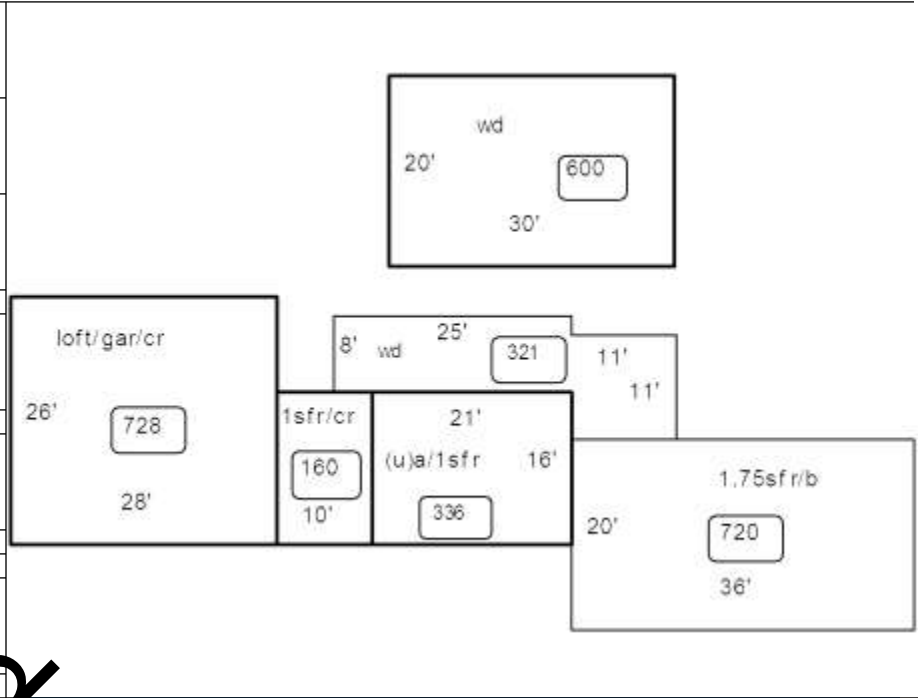 wd
20'
600
30'
loft/gar/cr
26'
728
28'
8' wd 25' 321
11'
11'
1sfr/cr
160
10'
21'
(u)a/1sfr 16'
336
1.75sfr/b
20'
720
36'